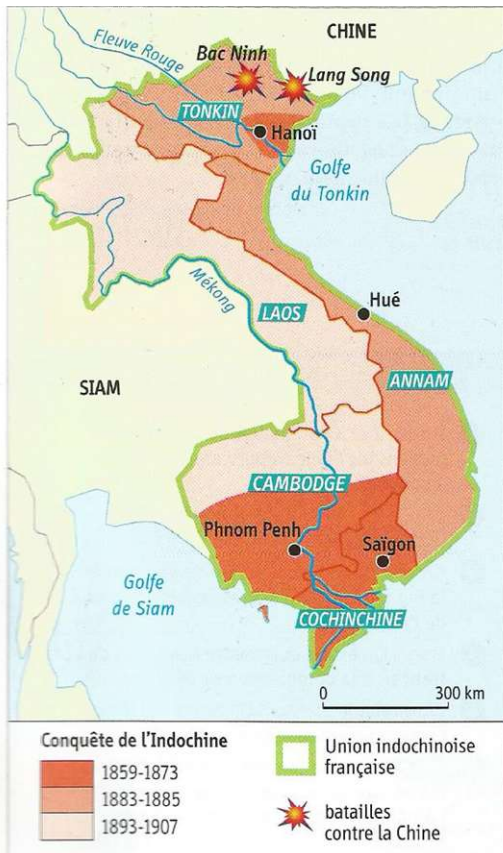 CHINE
Fleuve Rouge
Bac Ninh
Lang Song
TONKIN
Hanoï
Golfe
du Tonkin
Mékong
LAOS
Hué
SIAM
ANNAM
CAMBODGE
Phnom Penh
Saïgon
Golfe
de Siam
COCHINCHINE
0 300 km
Conquête de l'Indochine
1859-1873
1883-1885
1893-1907
Union indochinoise
française
batailles
contre la Chine